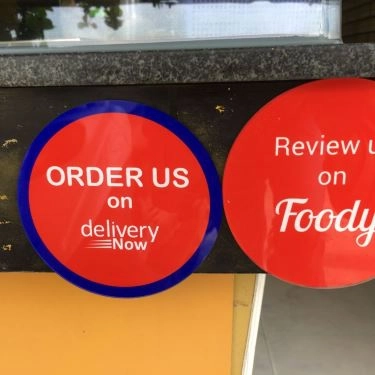 ORDER US
on
delivery
Now
Review u
on
Foody